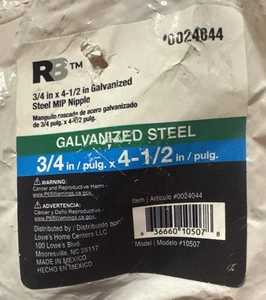 0024044
RB™
3/4 in x 4-1/2 in Galvanized
Steel MIP Nipple
Manguito roscado de acero galvanizado
de 3/4 pulg. x 4-1/2 pulg.
GALVANIZED STEEL
3/4 in / pulg. x 4-1/2 in / pulg.
WARNING:
Cancer and Reproductive Harm -
www.P65Warnings.ca.gov
ADVERTENCIA:
Cáncer y Daño Reproductivo -
www.P65Warnings.ca.gov
Distributed by / Distribuido por:
Lowe's Home Centers LLC
100 Lowe's Blvd.
Mooresville, NC 28117
MADE IN MEXICO
HECHO EN MÉXICO
Item | Artículo #0024044
36660 10507
Model | Modelo #10507